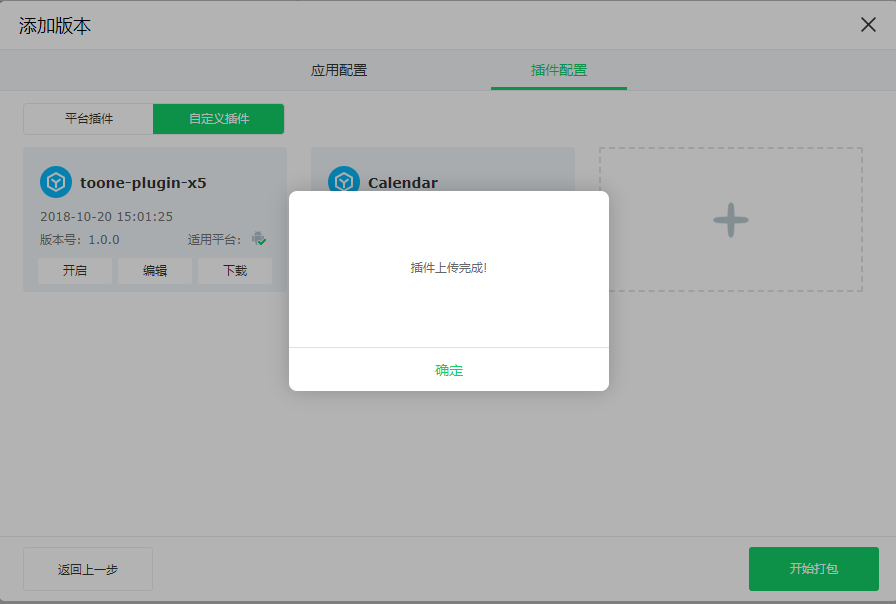 添加版本
应用配置 插件配置
平台插件 自定义插件
toone-plugin-x5
2018-10-20 15:01:25
版本号：1.0.0 适用平台：
开启 编辑 下载
Calendar
插件上传完成!
确定
返回上一步 开始打包